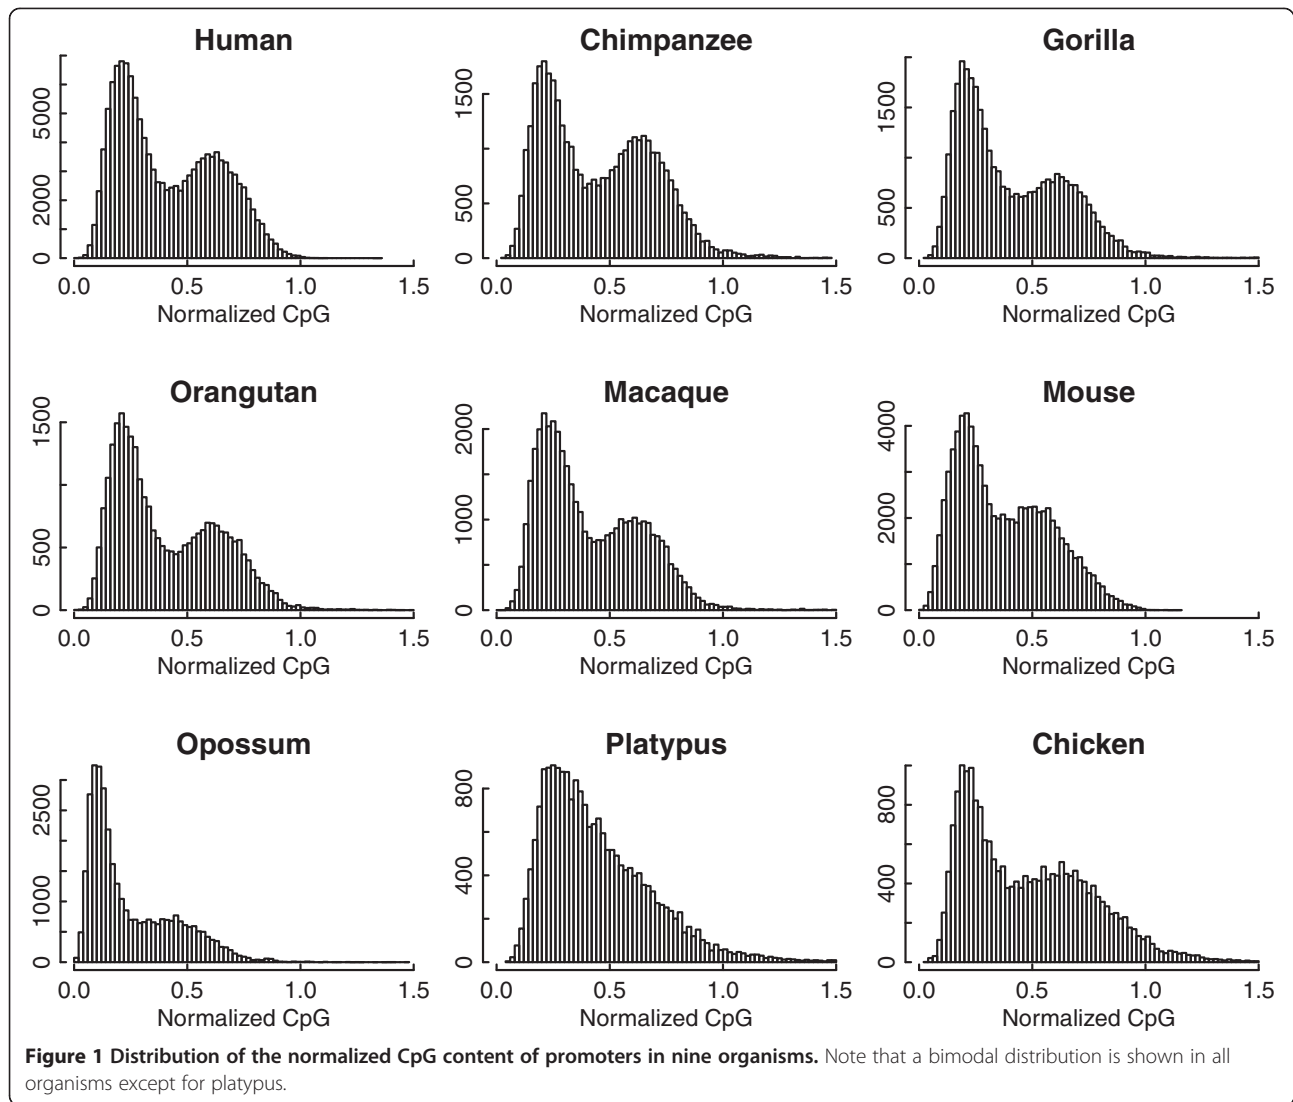 Human
Chimpanzee
Gorilla
0 2000 5000
0 500 1500
0 500 1500
0.0 0.5 1.0 1.5
0.0 0.5 1.0 1.5
0.0 0.5 1.0 1.5
Normalized CpG
Normalized CpG
Normalized CpG
Orangutan
Macaque
Mouse
0 500 1500
0 1000 2000
0 2000 4000
0.0 0.5 1.0 1.5
0.0 0.5 1.0 1.5
0.0 0.5 1.0 1.5
Normalized CpG
Normalized CpG
Normalized CpG
Opossum
Platypus
Chicken
0 1000 2500
0 400 800
0 400 800
0.0 0.5 1.0 1.5
0.0 0.5 1.0 1.5
0.0 0.5 1.0 1.5
Normalized CpG
Normalized CpG
Normalized CpG
Figure 1 Distribution of the normalized CpG content of promoters in nine organisms. Note that a bimodal distribution is shown in all
organisms except for platypus.